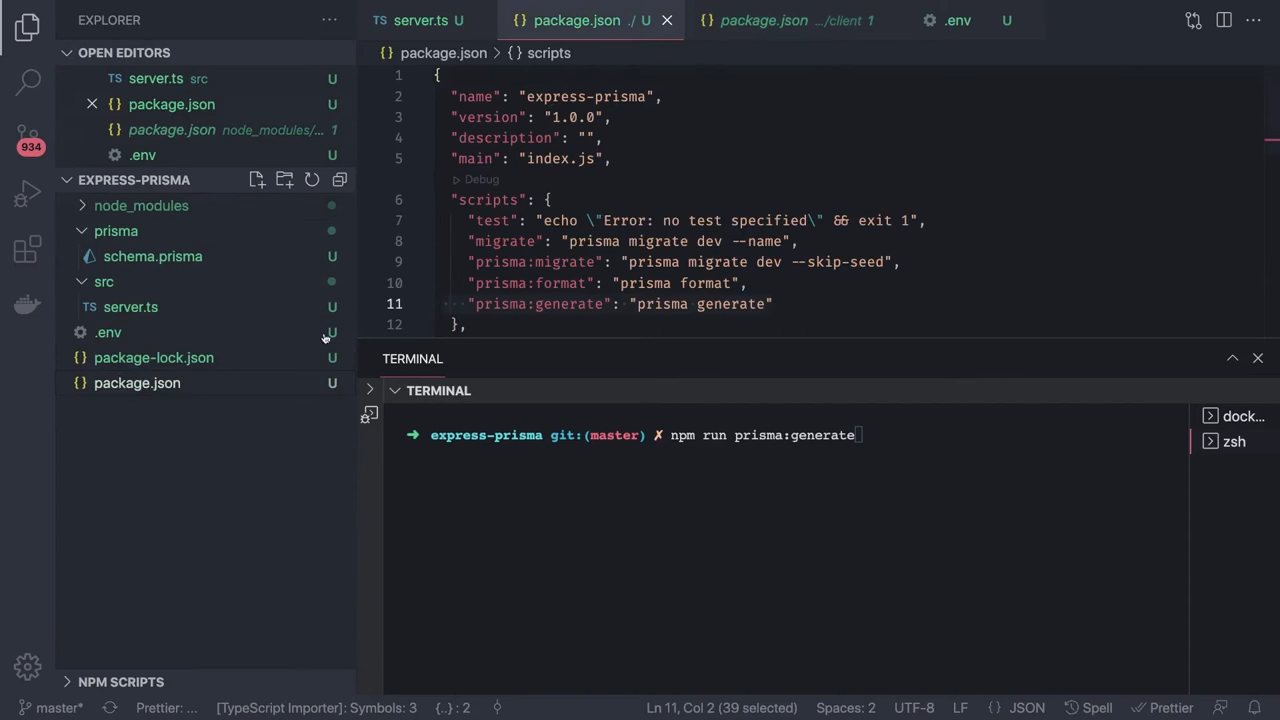 EXPLORER
OPEN EDITORS
TS server.ts src U
{} package.json U
{} package.json node_modules/... 1
.env U
934
EXPRESS-PRISMA
node_modules
prisma
schema.prisma U
src
TS server.ts U
.env U
{} package-lock.json U
{} package.json U
NPM SCRIPTS
TS server.ts U
{} package.json ./ U
{} package.json .../client 1
.env U
{} package.json > {} scripts
1 {
2 "name": "express-prisma",
3 "version": "1.0.0",
4 "description": "",
5 "main": "index.js",
Debug
6 "scripts": {
7 "test": "echo \"Error: no test specified\" && exit 1",
8 "migrate": "prisma migrate dev --name",
9 "prisma:migrate": "prisma migrate dev --skip-seed",
10 "prisma:format": "prisma format",
11 "prisma:generate": "prisma generate"
12 },
TERMINAL
TERMINAL
➜ express-prisma git:(master) ✗ npm run prisma:generate
dock...
zsh
master* Prettier: ... [TypeScript Importer]: Symbols: 3 {..}: 2 Ln 11, Col 2 (39 selected) Spaces: 2 UTF-8 LF {} JSON Spell Prettier